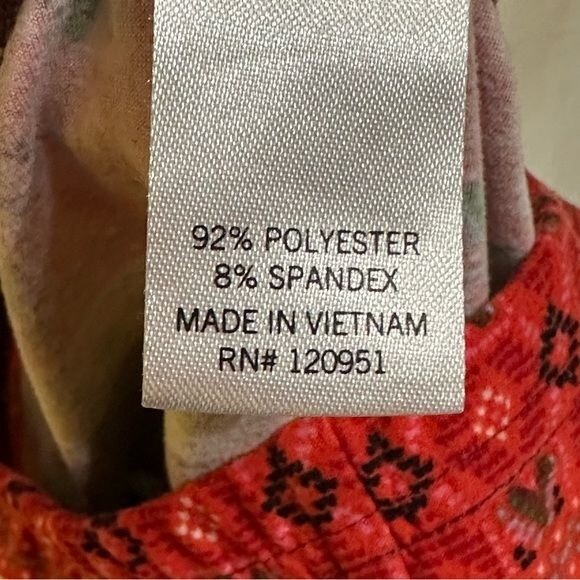 92% POLYESTER
8% SPANDEX
MADE IN VIETNAM
RN# 120951